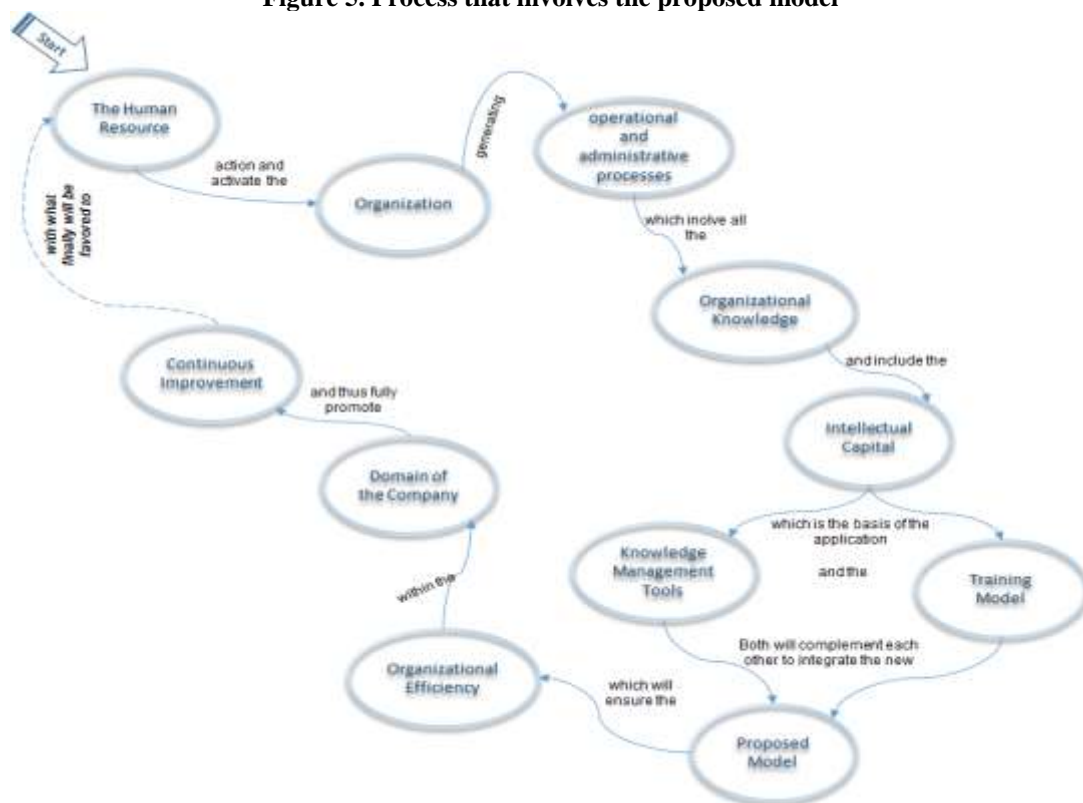 Figure 5. Process that involves the proposed model
Start
The Human
Resource
action and
activate the
Organization
generating
operational
and
administrative
processes
which inolve all
the
Organizational
Knowledge
and include the
Intellectual
Capital
which is the basis of the
application
and the
Knowledge
Management
Tools
Training
Model
Both will complement each
other to integrate the new
Proposed
Model
which will
ensure the
Organizational
Efficiency
within the
Domain of
the Company
and thus fully
promote
Continuous
Improvement
with what
finally will be
favored to